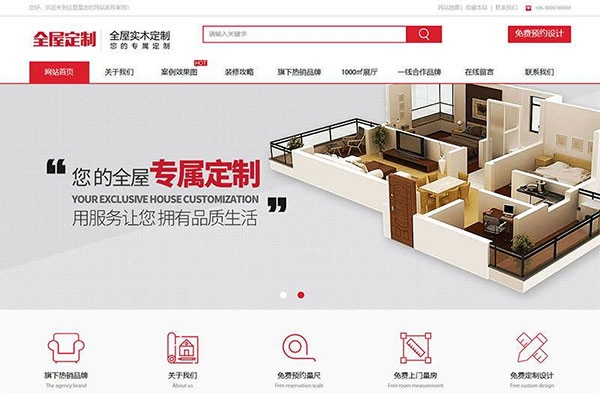 您好，欢迎来到这里是您的网站名称官网！
网站地图 | 收藏本站 | 联系我们
+86 0000 88888
全屋定制
全屋实木定制
您的专属定制
请输入关键字
免费预约设计
HOT
网站首页 关于我们 案例效果图 装修攻略 旗下热销品牌 1000㎡展厅 一线合作品牌 在线留言 联系我们
您的全屋专属定制
YOUR EXCLUSIVE HOUSE CUSTOMIZATION
用服务让您 拥有品质生活
旗下热销品牌 关于我们 免费预约量尺 免费上门量房 免费定制设计
The agency brand About us Free reservation scale Free room measurement Free custom design